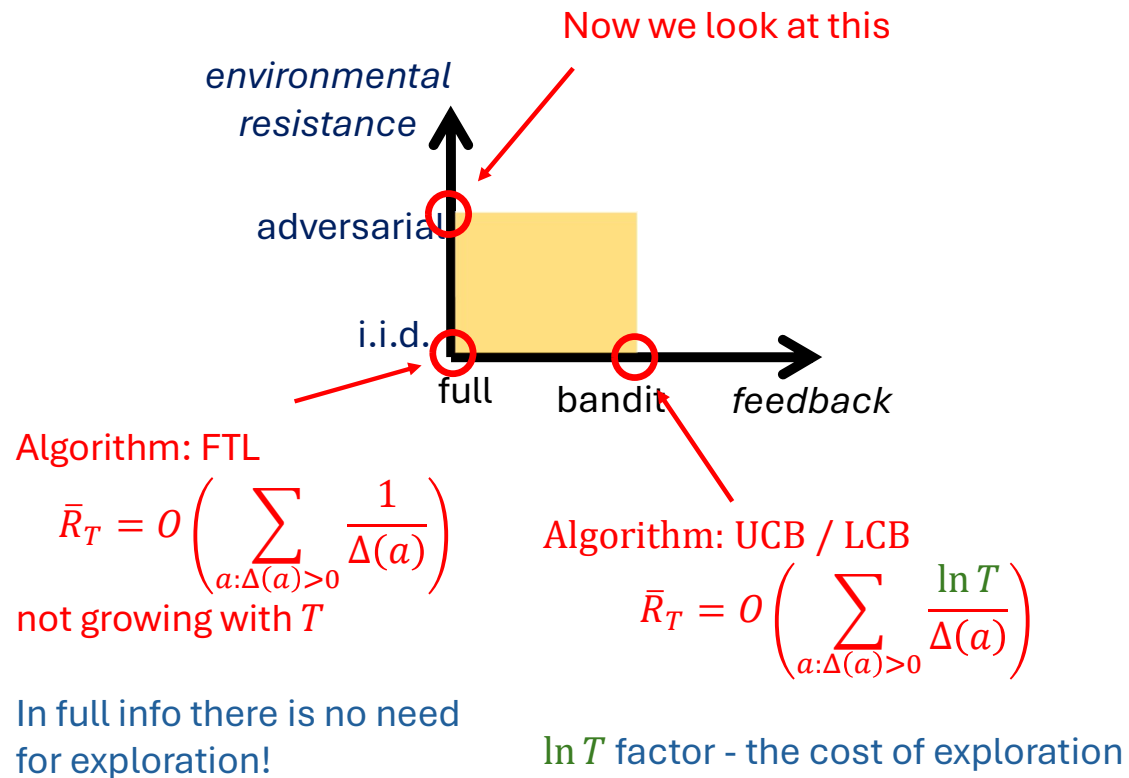 Now we look at this
environmental
resistance
adversarial
i.i.d.
full
bandit
feedback
Algorithm: FTL
R̄_T = O(∑_{a:Δ(a)>0} 1/Δ(a))
not growing with T
In full info there is no need
for exploration!
Algorithm: UCB / LCB
R̄_T = O(∑_{a:Δ(a)>0} ln T/Δ(a))
ln T factor - the cost of exploration